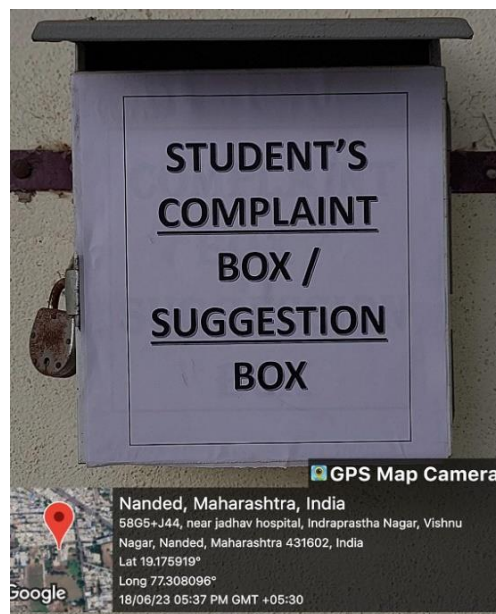 STUDENT’S
COMPLAINT
BOX /
SUGGESTION
BOX
GPS Map Camera
Nanded, Maharashtra, India
58G5+J44, near jadhav hospital, Indraprastha Nagar, Vishnu
Nagar, Nanded, Maharashtra 431602, India
Lat 19.175919°
Long 77.308096°
18/06/23 05:37 PM GMT +05:30
Google